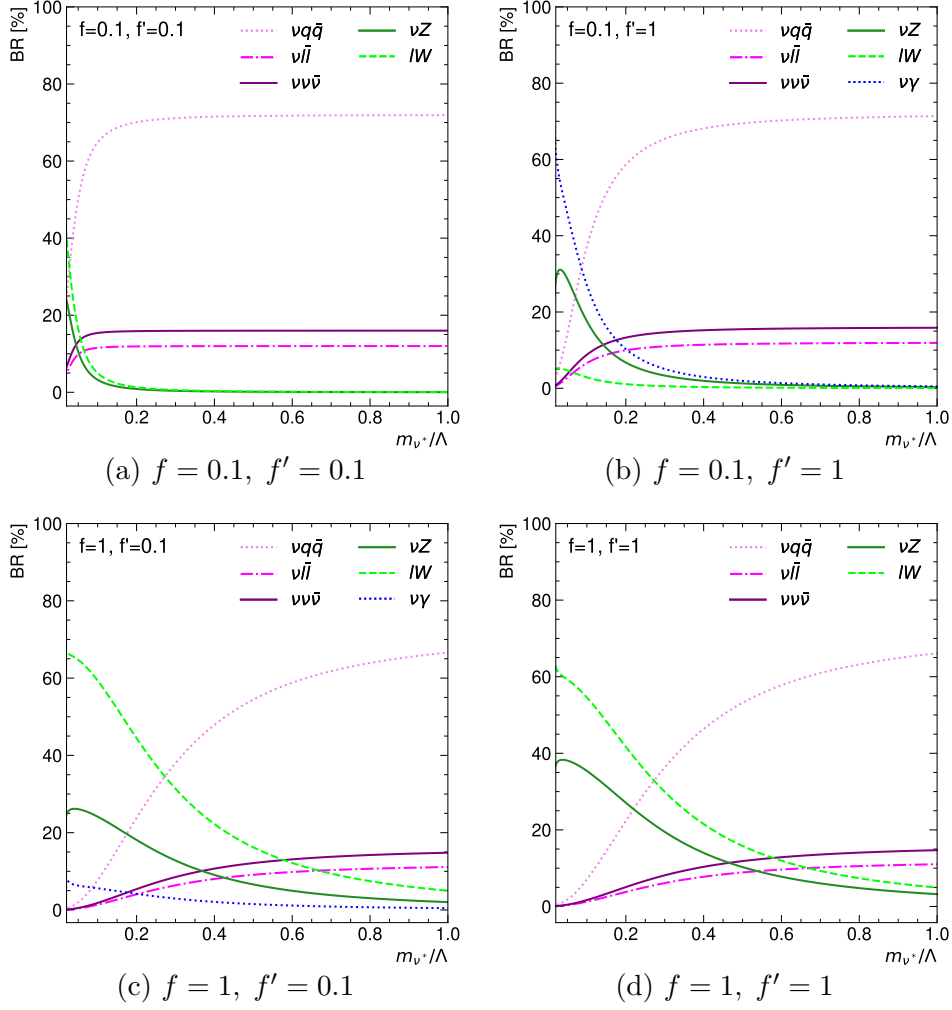 BR [%]
100
80
60
40
20
0
f=0.1, f'=0.1
νqq̄
νll̄
ννν̄
νZ
lW
0.2 0.4 0.6 0.8 1.0
m_ν*/Λ
(a) f = 0.1, f′ = 0.1
BR [%]
100
80
60
40
20
0
f=0.1, f'=1
νqq̄
νll̄
ννν̄
νZ
lW
νγ
0.2 0.4 0.6 0.8 1.0
m_ν*/Λ
(b) f = 0.1, f′ = 1
BR [%]
100
80
60
40
20
0
f=1, f'=0.1
νqq̄
νll̄
ννν̄
νZ
lW
νγ
0.2 0.4 0.6 0.8 1.0
m_ν*/Λ
(c) f = 1, f′ = 0.1
BR [%]
100
80
60
40
20
0
f=1, f'=1
νqq̄
νll̄
ννν̄
νZ
lW
0.2 0.4 0.6 0.8 1.0
m_ν*/Λ
(d) f = 1, f′ = 1